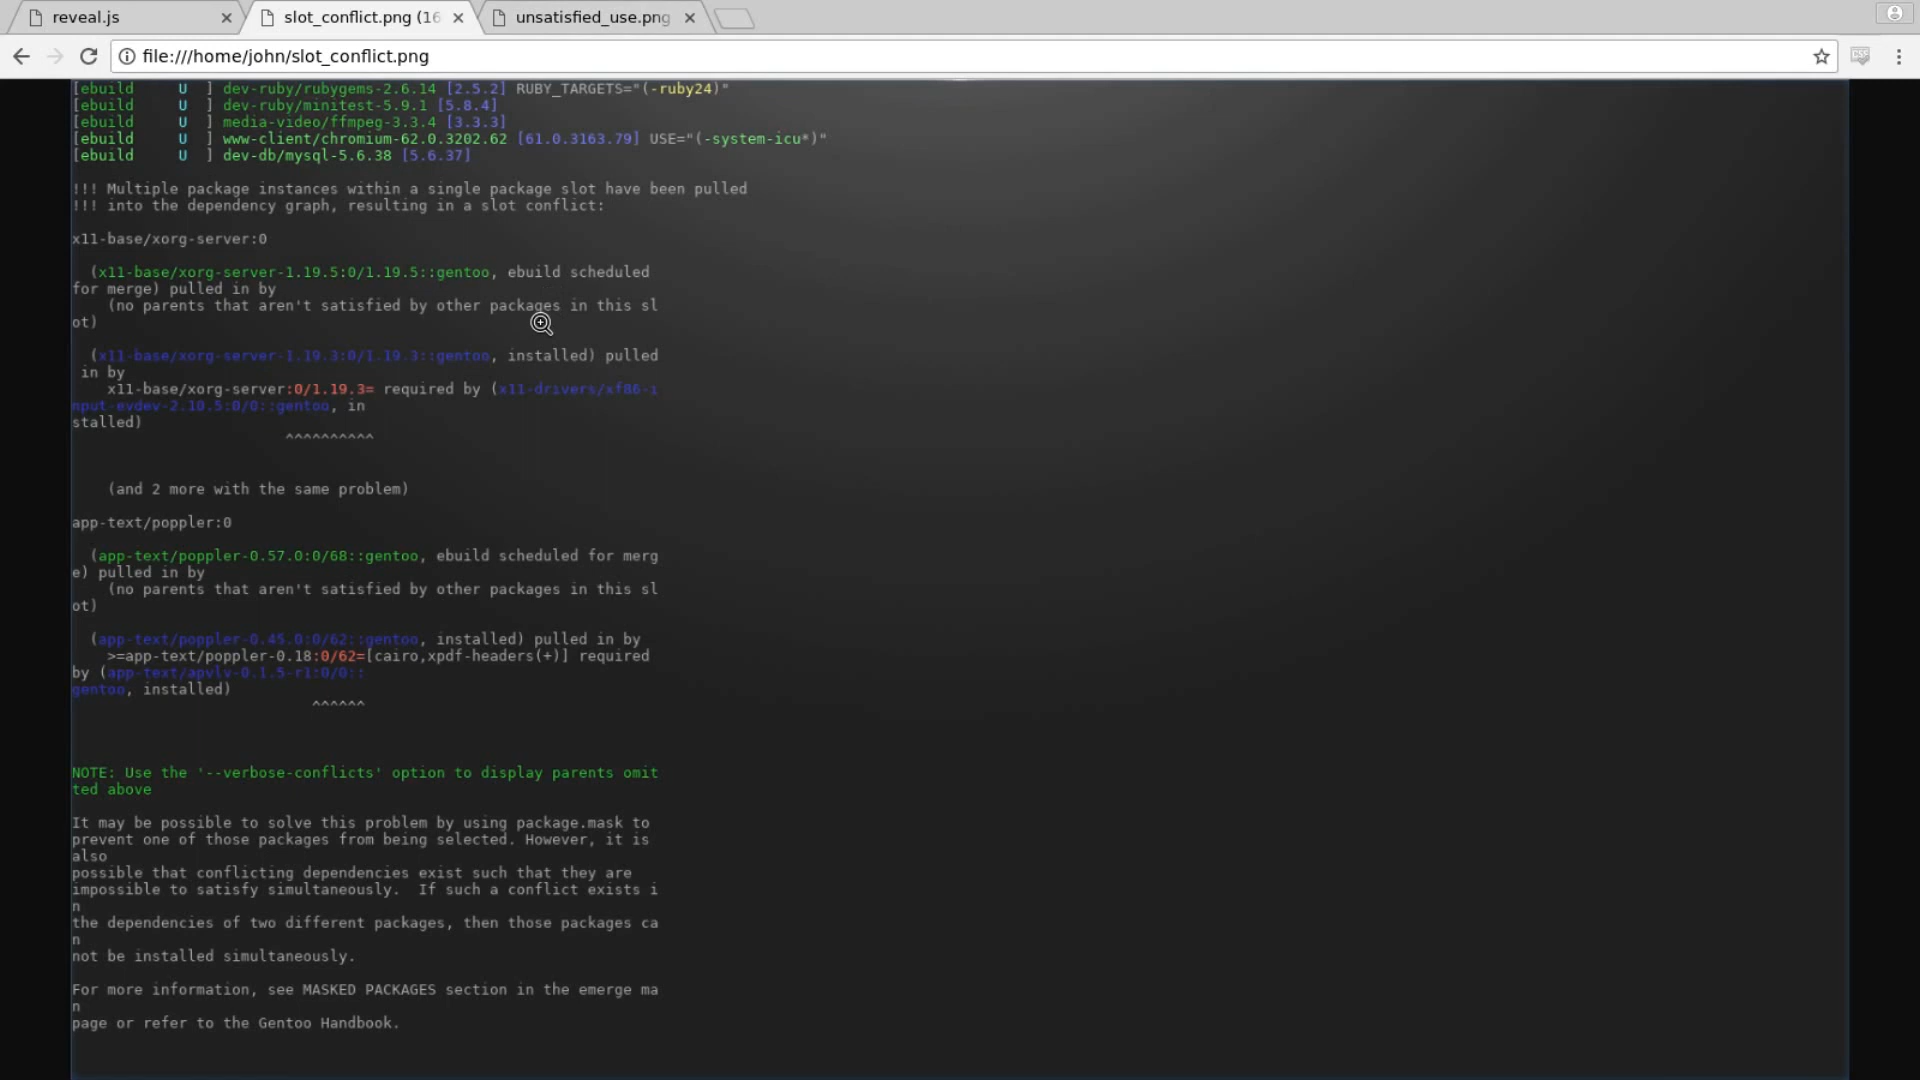 reveal.js
slot_conflict.png (16
unsatisfied_use.png
file:///home/john/slot_conflict.png
[ebuild     U  ] dev-ruby/rubygems-2.6.14 [2.5.2] RUBY_TARGETS="(-ruby24)"
[ebuild     U  ] dev-ruby/minitest-5.9.1 [5.8.4]
[ebuild     U  ] media-video/ffmpeg-3.3.4 [3.3.3]
[ebuild     U  ] www-client/chromium-62.0.3202.62 [61.0.3163.79] USE="(-system-icu*)"
[ebuild     U  ] dev-db/mysql-5.6.38 [5.6.37]
!!! Multiple package instances within a single package slot have been pulled
!!! into the dependency graph, resulting in a slot conflict:
x11-base/xorg-server:0
(x11-base/xorg-server-1.19.5:0/1.19.5::gentoo, ebuild scheduled
for merge) pulled in by
(no parents that aren't satisfied by other packages in this sl
ot)
(x11-base/xorg-server-1.19.3:0/1.19.3::gentoo, installed) pulled
in by
x11-base/xorg-server:0/1.19.3= required by (x11-drivers/xf86-i
nput-evdev-2.10.5:0/0::gentoo, in
stalled)
^^^^^^^^^^
(and 2 more with the same problem)
app-text/poppler:0
(app-text/poppler-0.57.0:0/68::gentoo, ebuild scheduled for merg
e) pulled in by
(no parents that aren't satisfied by other packages in this sl
ot)
(app-text/poppler-0.45.0:0/62::gentoo, installed) pulled in by
>=app-text/poppler-0.18:0/62=[cairo,xpdf-headers(+)] required
by (app-text/apvlv-0.1.5-r1:0/0::
gentoo, installed)
^^^^^^
NOTE: Use the '--verbose-conflicts' option to display parents omit
ted above
It may be possible to solve this problem by using package.mask to
prevent one of those packages from being selected. However, it is
also
possible that conflicting dependencies exist such that they are
impossible to satisfy simultaneously.  If such a conflict exists i
n
the dependencies of two different packages, then those packages ca
n
not be installed simultaneously.
For more information, see MASKED PACKAGES section in the emerge ma
n
page or refer to the Gentoo Handbook.